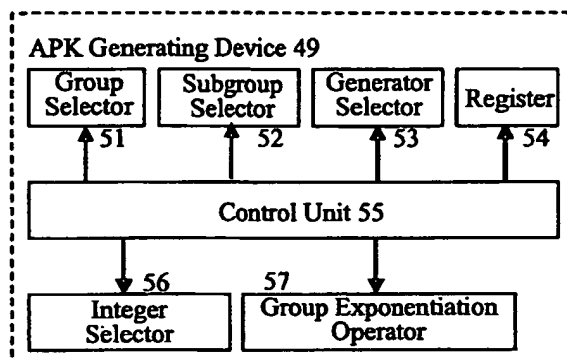 APK Generating Device 49
Group
Selector
51
Subgroup
Selector
52
Generator
Selector
53
Register
54
Control Unit 55
56
Integer
Selector
57
Group Exponentiation
Operator